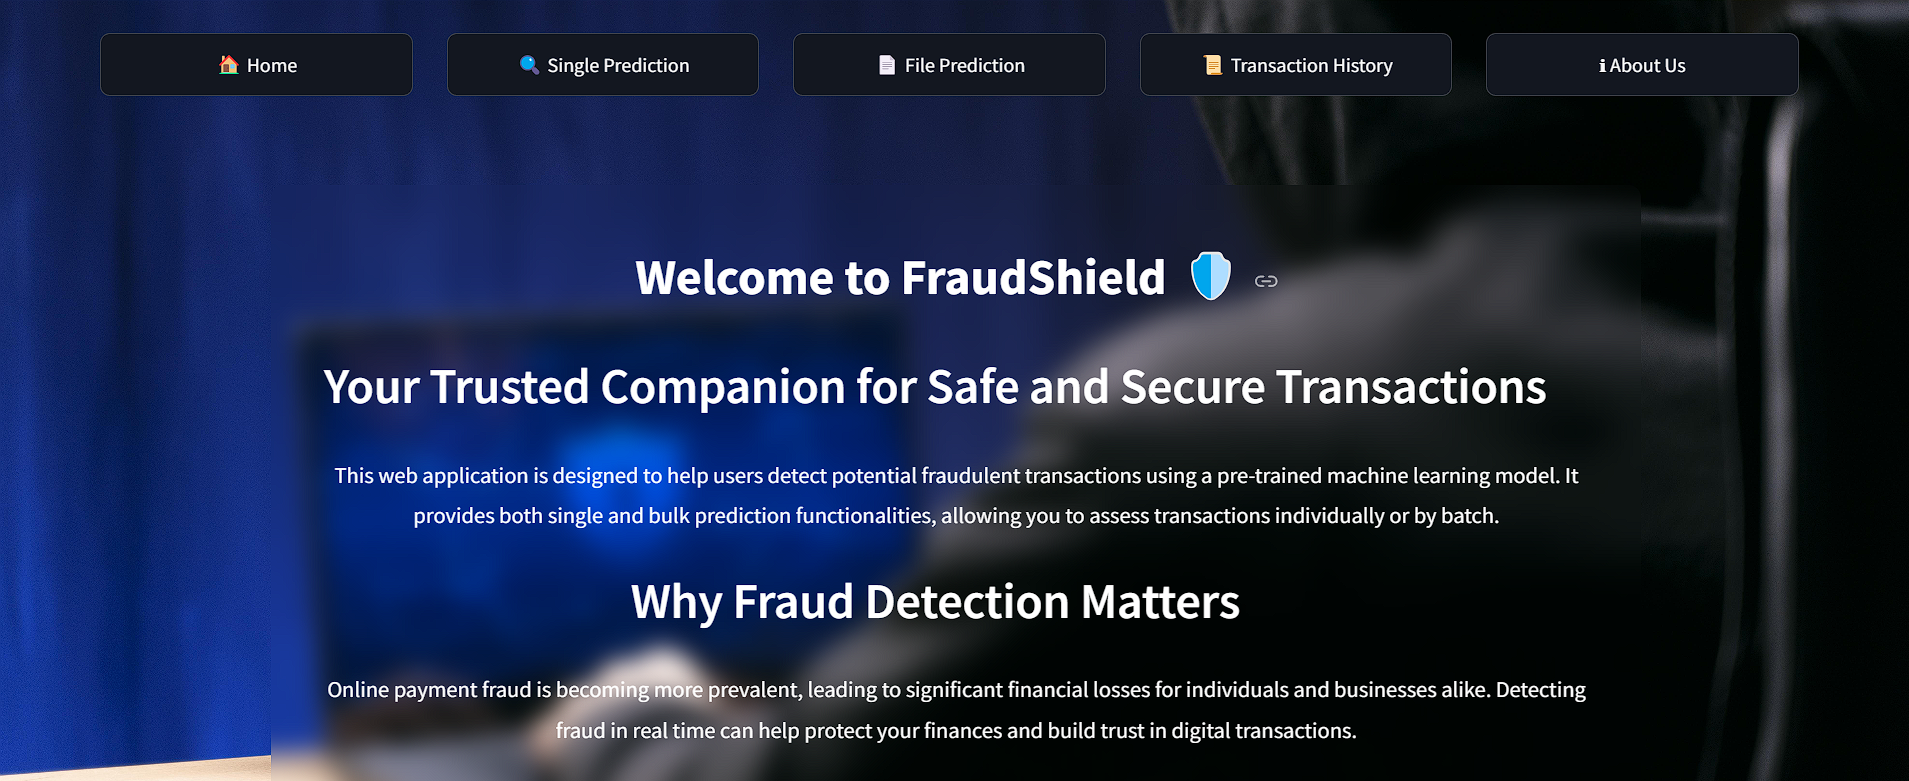 🏠 Home
🔍 Single Prediction
📄 File Prediction
📜 Transaction History
ℹ About Us
Welcome to FraudShield 🛡️
Your Trusted Companion for Safe and Secure Transactions
This web application is designed to help users detect potential fraudulent transactions using a pre-trained machine learning model. It
provides both single and bulk prediction functionalities, allowing you to assess transactions individually or by batch.
Why Fraud Detection Matters
Online payment fraud is becoming more prevalent, leading to significant financial losses for individuals and businesses alike. Detecting
fraud in real time can help protect your finances and build trust in digital transactions.